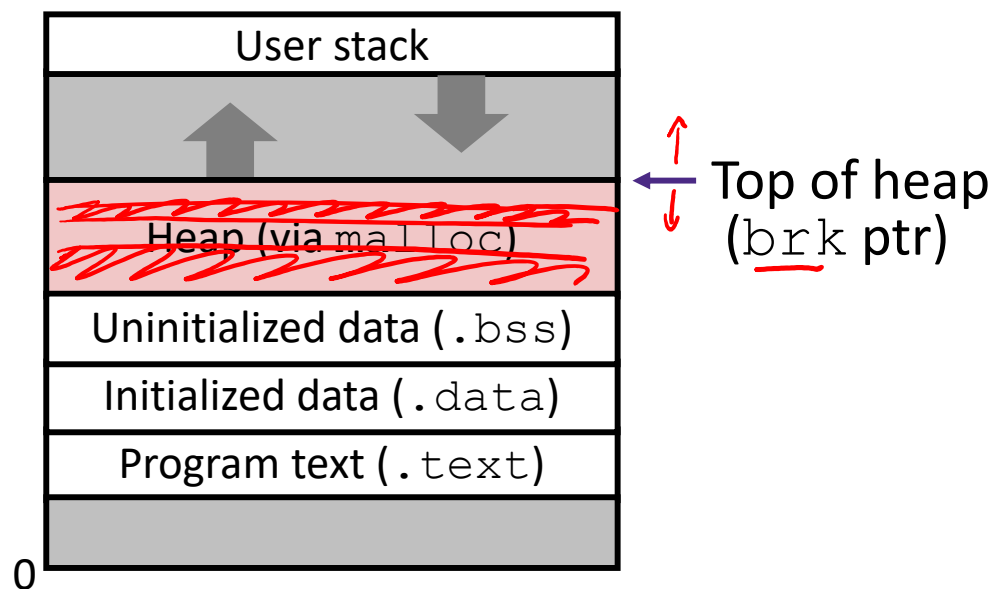 User stack
Heap (via malloc)
Top of heap
(brk ptr)
Uninitialized data (.bss)
Initialized data (.data)
Program text (.text)
0